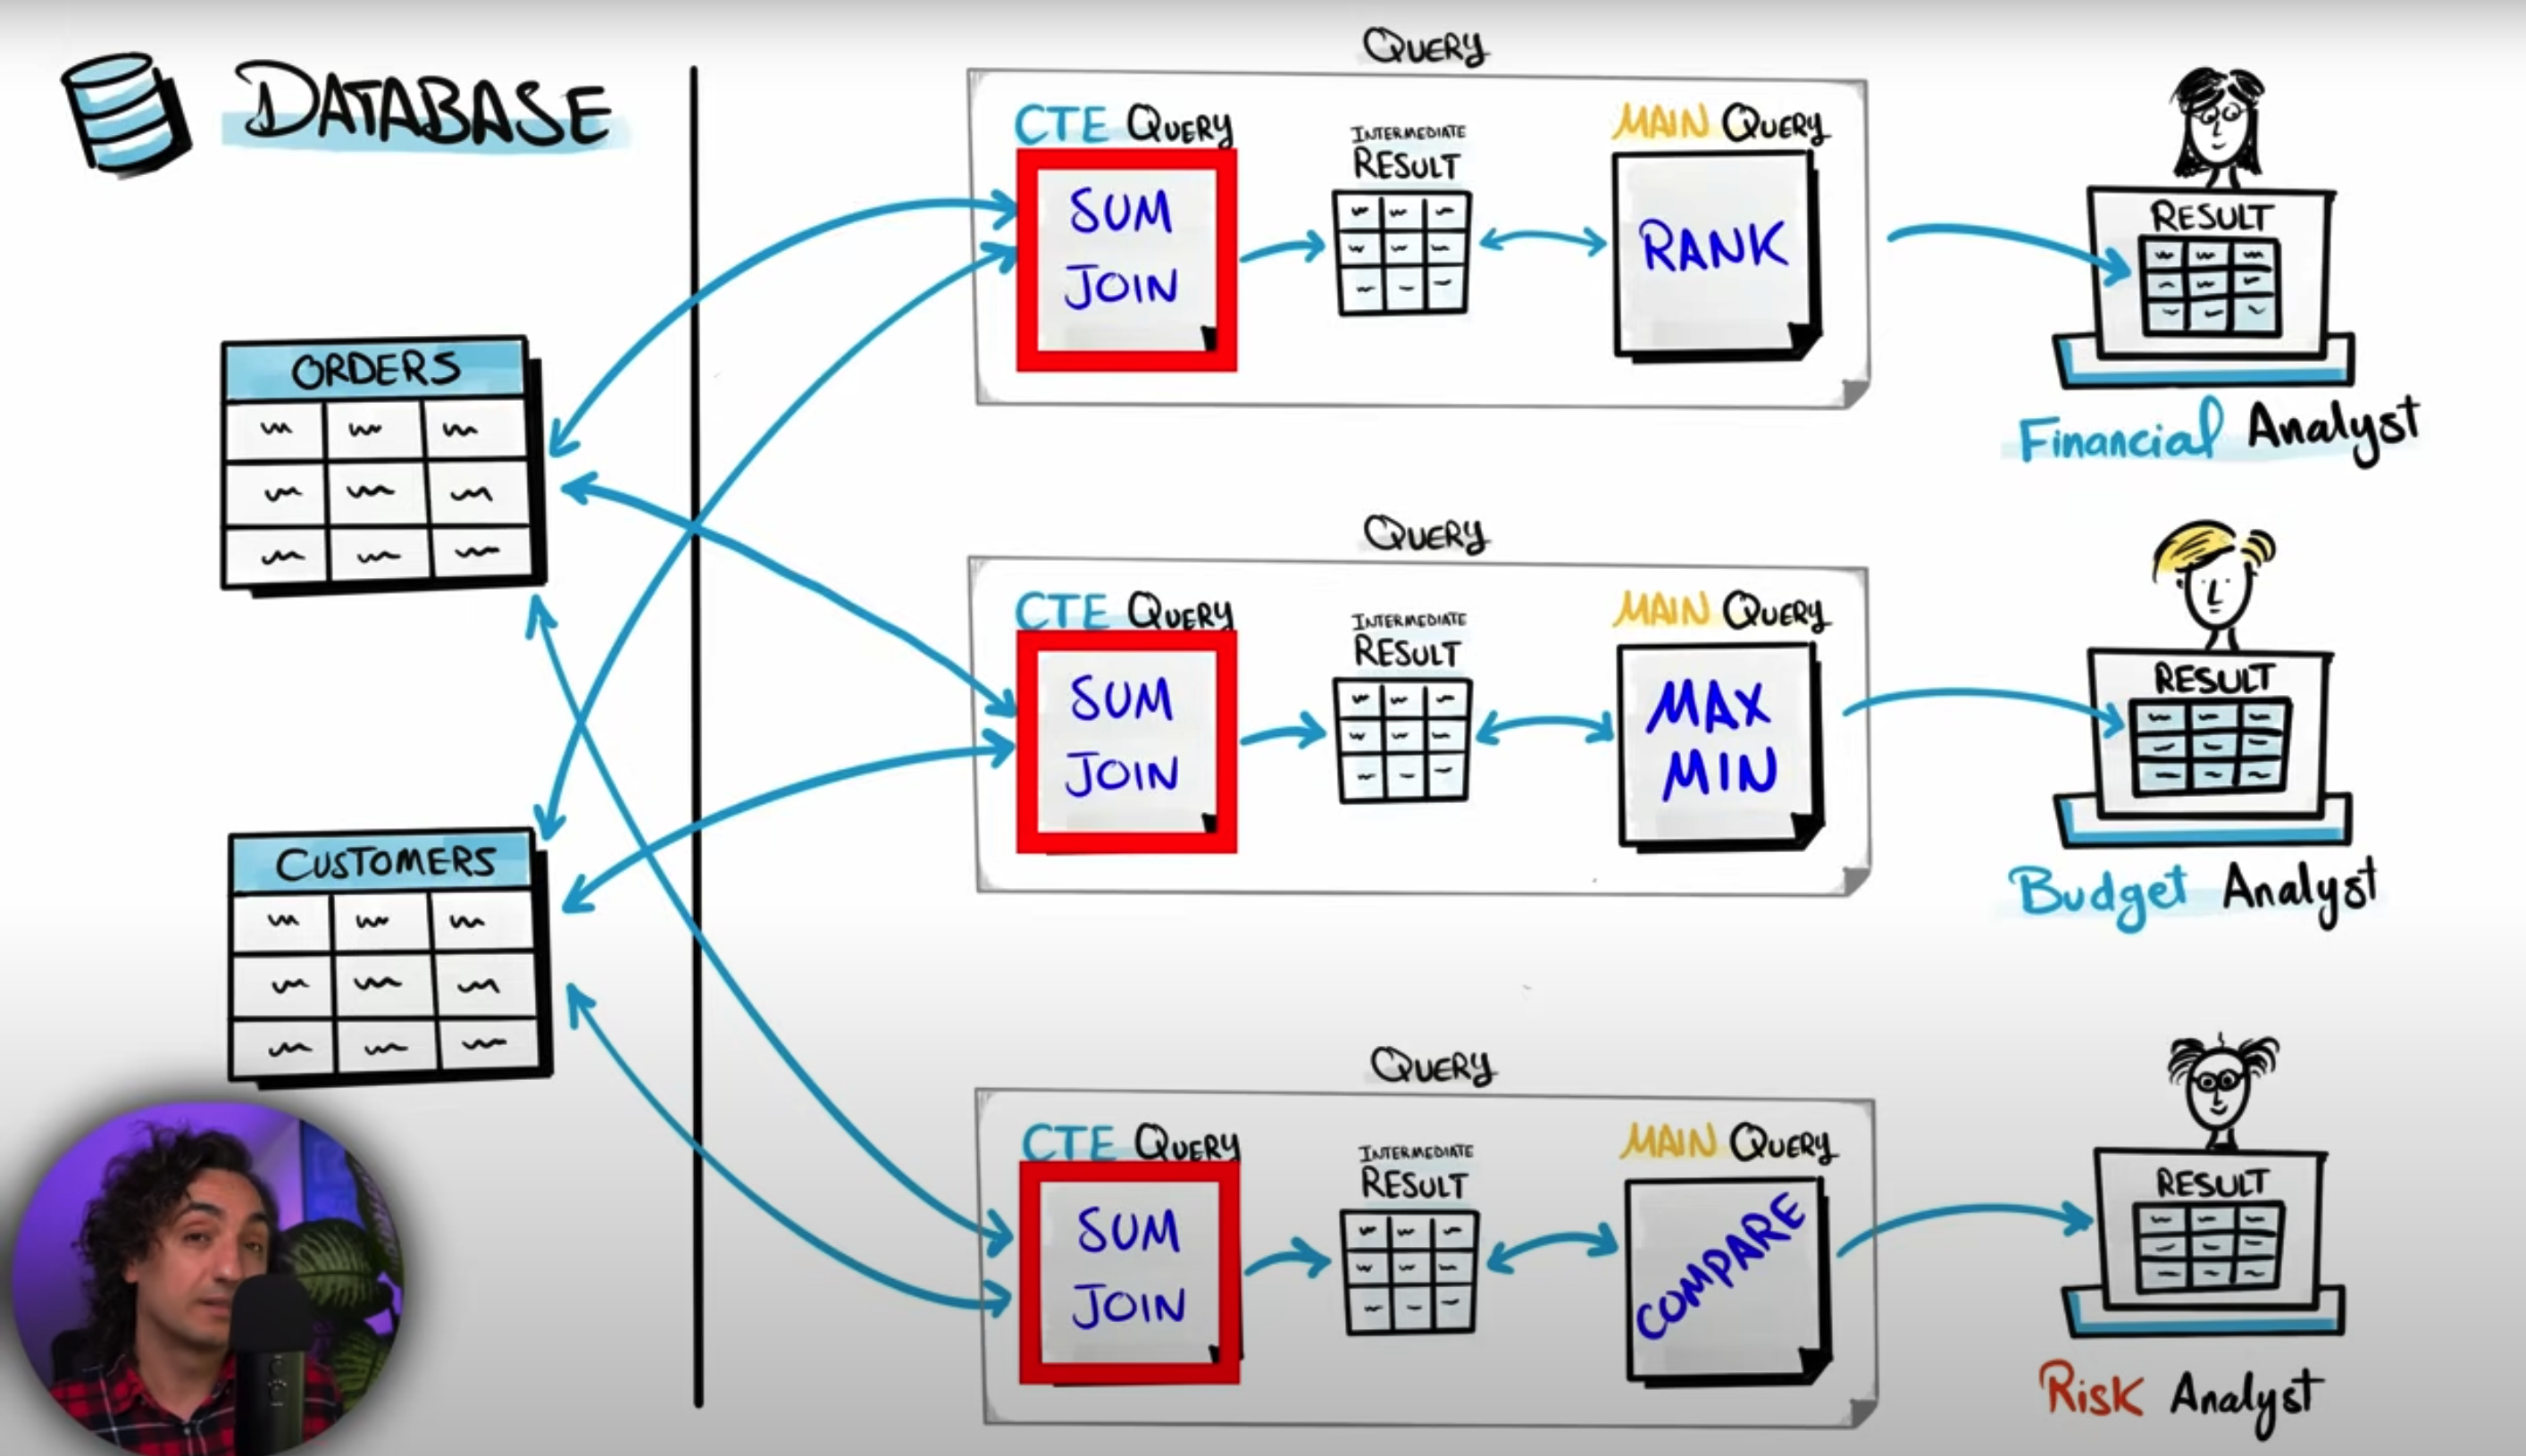 DATABASE
ORDERS
CUSTOMERS
QUERY
CTE QUERY
SUM
JOIN
INTERMEDIATE
RESULT
MAIN QUERY
RANK
RESULT
Financial Analyst
QUERY
CTE QUERY
SUM
JOIN
INTERMEDIATE
RESULT
MAIN QUERY
MAX
MIN
RESULT
Budget Analyst
QUERY
CTE QUERY
SUM
JOIN
INTERMEDIATE
RESULT
MAIN QUERY
COMPARE
RESULT
Risk Analyst